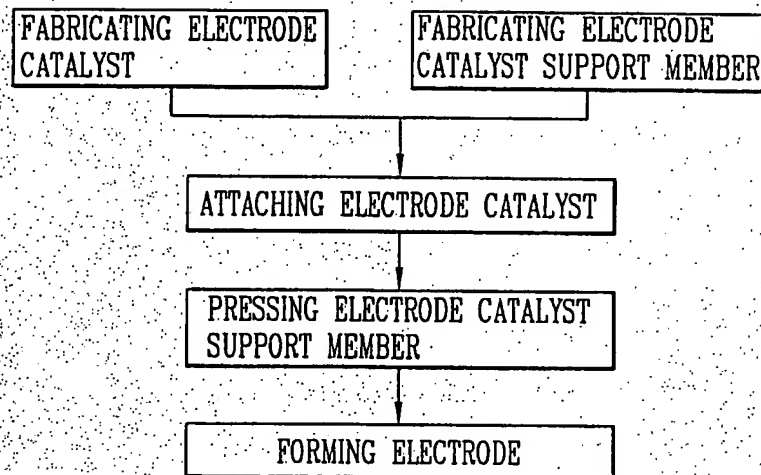 FABRICATING ELECTRODE
CATALYST
FABRICATING ELECTRODE
CATALYST SUPPORT MEMBER
ATTACHING ELECTRODE CATALYST
PRESSING ELECTRODE CATALYST
SUPPORT MEMBER
FORMING ELECTRODE